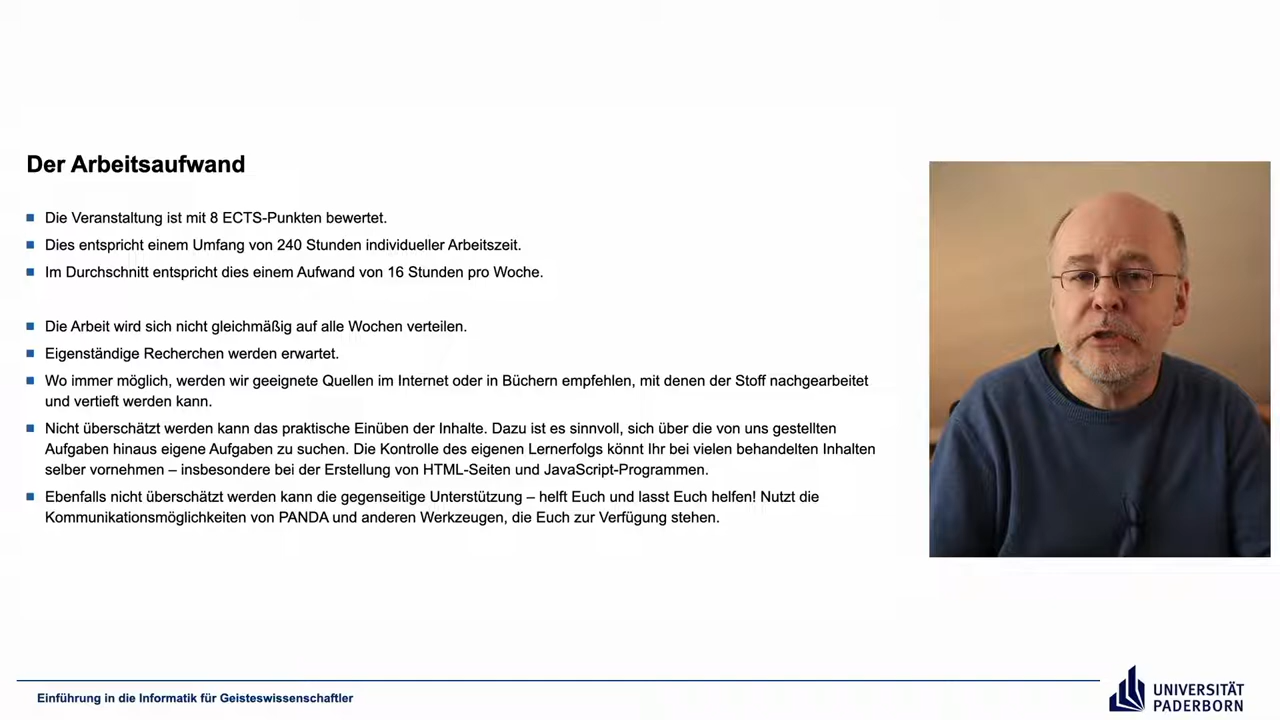 Der Arbeitsaufwand
Die Veranstaltung ist mit 8 ECTS-Punkten bewertet.
Dies entspricht einem Umfang von 240 Stunden individueller Arbeitszeit.
Im Durchschnitt entspricht dies einem Aufwand von 16 Stunden pro Woche.
Die Arbeit wird sich nicht gleichmäßig auf alle Wochen verteilen.
Eigenständige Recherchen werden erwartet.
Wo immer möglich, werden wir geeignete Quellen im Internet oder in Büchern empfehlen, mit denen der Stoff nachgearbeitet
und vertieft werden kann.
Nicht überschätzt werden kann das praktische Einüben der Inhalte. Dazu ist es sinnvoll, sich über die von uns gestellten
Aufgaben hinaus eigene Aufgaben zu suchen. Die Kontrolle des eigenen Lernerfolgs könnt Ihr bei vielen behandelten Inhalten
selber vornehmen – insbesondere bei der Erstellung von HTML-Seiten und JavaScript-Programmen.
Ebenfalls nicht überschätzt werden kann die gegenseitige Unterstützung – helft Euch und lasst Euch helfen! Nutzt die
Kommunikationsmöglichkeiten von PANDA und anderen Werkzeugen, die Euch zur Verfügung stehen.
Einführung in die Informatik für Geisteswissenschaftler
UNIVERSITÄT
PADERBORN